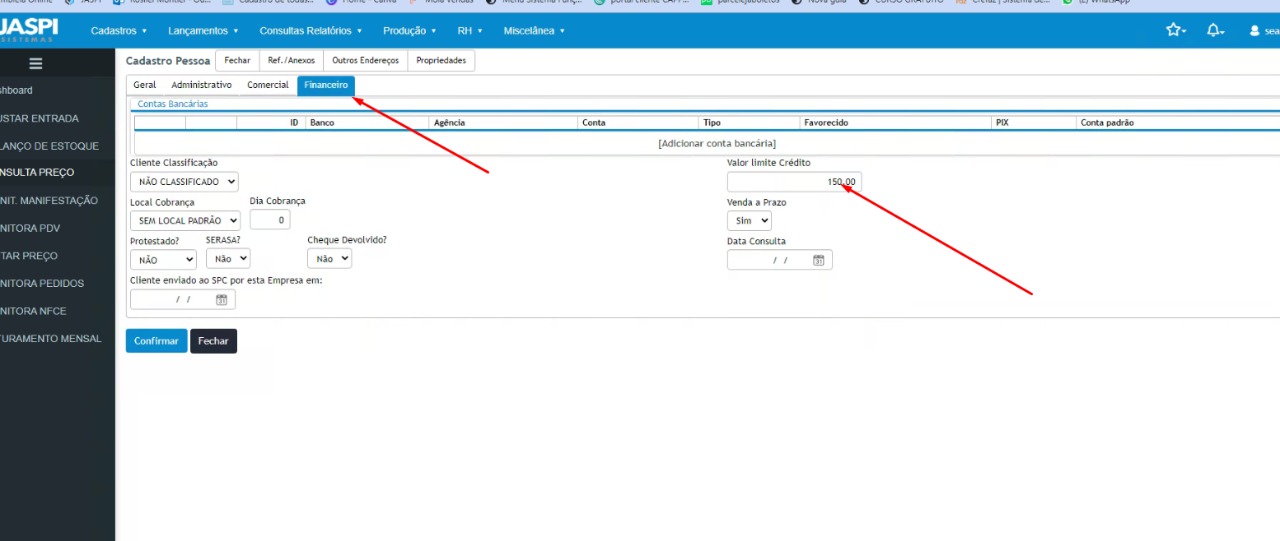 JASPI
SISTEMAS
Cadastros
Lançamentos
Consultas Relatórios
Produção
RH
Miscelânea
Cadastro Pessoa
Fechar
Ref./Anexos
Outros Endereços
Propriedades
Geral
Administrativo
Comercial
Financeiro
Contas Bancárias
ID Banco Agência Conta Tipo Favorecido PIX Conta padrão
[Adicionar conta bancária]
Cliente Classificação
NÃO CLASSIFICADO
Valor limite Crédito
150,00
Local Cobrança
SEM LOCAL PADRÃO
Dia Cobrança
0
Venda a Prazo
Sim
Protestado?
NÃO
SERASA?
Não
Cheque Devolvido?
Não
Data Consulta
/ /
Cliente enviado ao SPC por esta Empresa em:
/ /
Confirmar
Fechar
shboard
USTAR ENTRADA
LANÇO DE ESTOQUE
NSULTA PREÇO
NIT. MANIFESTAÇÃO
NITORA PDV
TAR PREÇO
NITORA PEDIDOS
NITORA NFCE
TURAMENTO MENSAL